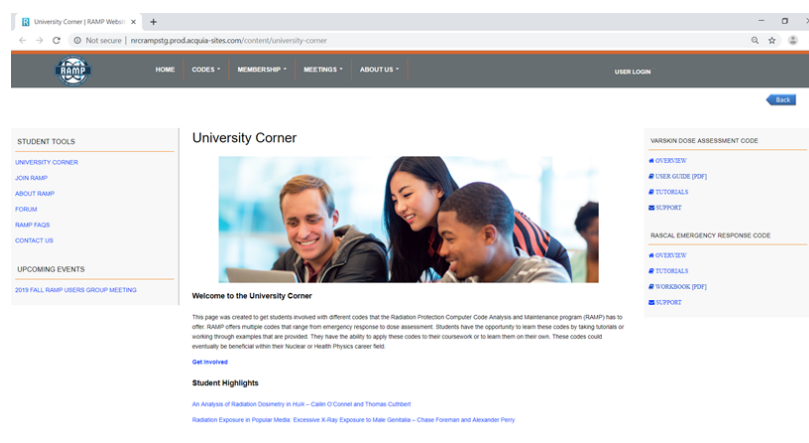 University Corner | RAMP Websit
Not secure | nrcrampstg.prod.acquia-sites.com/content/university-corner
RAMP
HOME CODES MEMBERSHIP MEETINGS ABOUT US USER LOGIN
Back
STUDENT TOOLS
UNIVERSITY CORNER
JOIN RAMP
ABOUT RAMP
FORUM
RAMP FAQS
CONTACT US
UPCOMING EVENTS
2019 FALL RAMP USERS GROUP MEETING
University Corner
Welcome to the University Corner
This page was created to get students involved with different codes that the Radiation Protection Computer Code Analysis and Maintenance program (RAMP) has to
offer. RAMP offers multiple codes that range from emergency response to dose assessment. Students have the opportunity to learn these codes by taking tutorials or
working through examples that are provided. They have the ability to apply these codes to their coursework or to learn them on their own. These codes could
eventually be beneficial within their Nuclear or Health Physics career field.
Get Involved
Student Highlights
An Analysis of Radiation Dosimetry in Hulk – Caitlin O'Connel and Thomas Cuthbert
Radiation Exposure in Popular Media: Excessive X-Ray Exposure to Male Genitalia – Chase Foreman and Alexander Perry
VARSKIN DOSE ASSESSMENT CODE
OVERVIEW
USER GUIDE [PDF]
TUTORIALS
SUPPORT
RASCAL EMERGENCY RESPONSE CODE
OVERVIEW
TUTORIALS
WORKBOOK [PDF]
SUPPORT